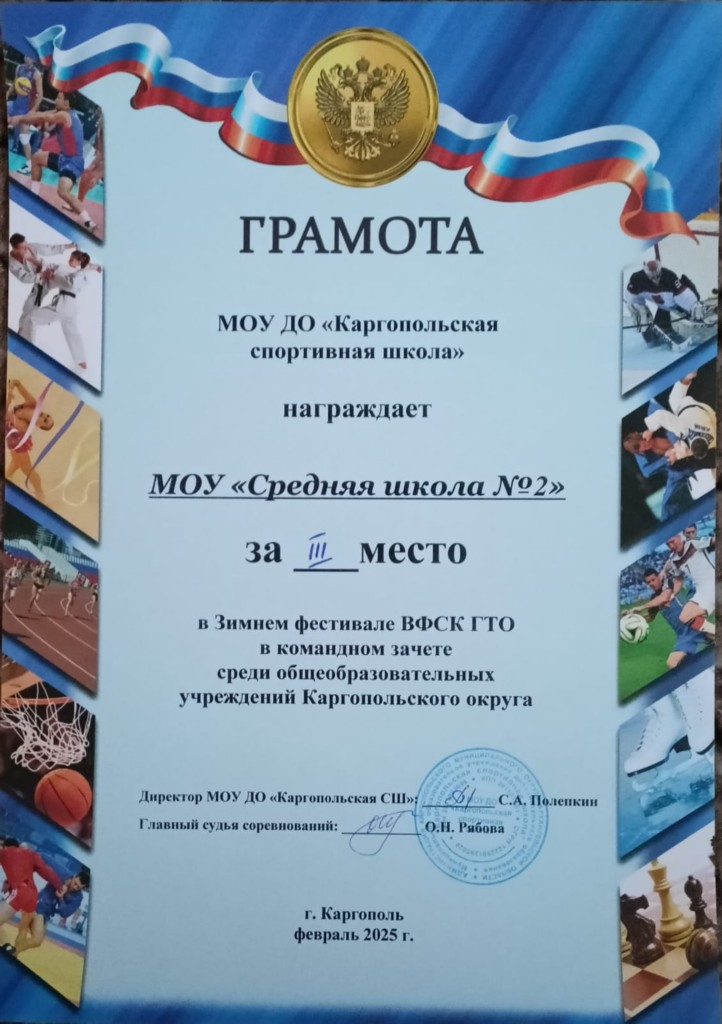 ГРАМОТА
МОУ ДО «Каргопольская
спортивная школа»
награждает
МОУ «Средняя школа №2»
за III место
в Зимнем фестивале ВФСК ГТО
в командном зачете
среди общеобразовательных
учреждений Каргопольского округа
Директор МОУ ДО «Каргопольская СШ»: С.А. Полепкин
Главный судья соревнований: О.Н. Рябова
г. Каргополь
февраль 2025 г.